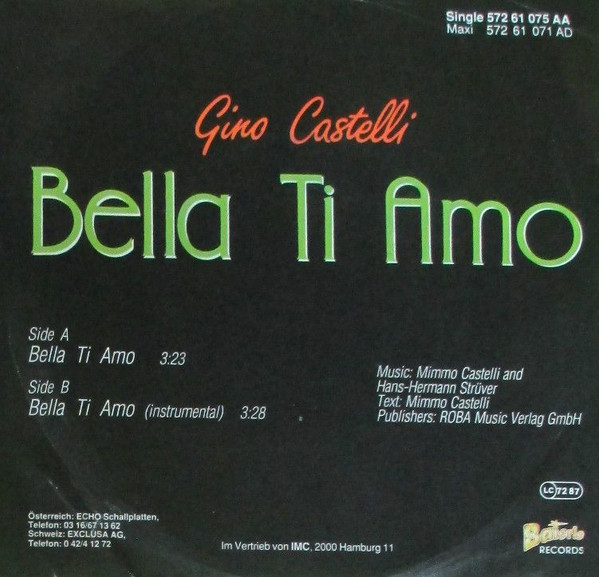 Single 572 61 075 AA
Maxi 572 61 071 AD
Gino Castelli
Bella Ti Amo
Side A
Bella Ti Amo 3:23
Side B
Bella Ti Amo (instrumental) 3:28
Music: Mimmo Castelli and
Hans-Hermann Strüver
Text: Mimmo Castelli
Publishers: ROBA Music Verlag GmbH
LC 7287
Österreich: ECHO Schallplatten,
Telefon: 03 16/67 13 62
Schweiz: EXCLUSA AG,
Telefon: 0 42/4 12 72
Im Vertrieb von IMC, 2000 Hamburg 11
RECORDS